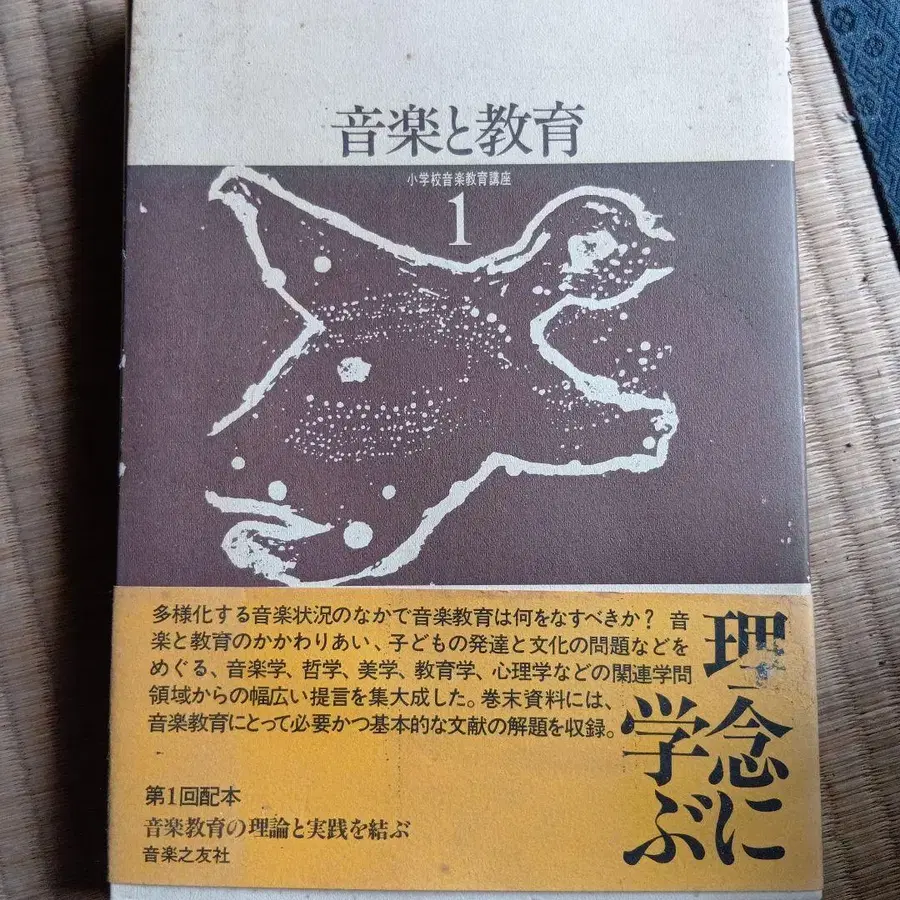 音楽と教育
小学校音楽教育講座
1
多様化する音楽状況のなかで音楽教育は何をなすべきか? 音
楽と教育のかかわりあい、子どもの発達と文化の問題などを
めぐる、音楽学、哲学、美学、教育学、心理学などの関連学問
領域からの幅広い提言を集大成した。巻末資料には、
音楽教育にとって必要かつ基本的な文献の解題を収録。
理念に
学ぶ
第1回配本
音楽教育の理論と実践を結ぶ
音楽之友社